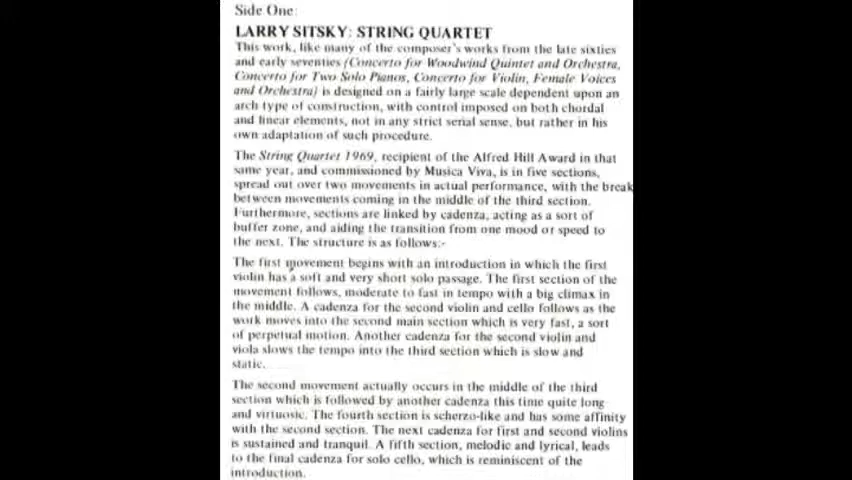 Side One:
LARRY SITSKY: STRING QUARTET
This work, like many of the composer's works from the late sixties
and early seventies (Concerto for Woodwind Quintet and Orchestra,
Concerto for Two Solo Pianos, Concerto for Violin, Female Voices
and Orchestra) is designed on a fairly large scale dependent upon an
arch type of construction, with control imposed on both chordal
and linear elements, not in any strict serial sense, but rather in his
own adaptation of such procedure.
The String Quartet 1969, recipient of the Alfred Hill Award in that
same year, and commissioned by Musica Viva, is in five sections,
spread out over two movements in actual performance, with the break
between movements coming in the middle of the third section.
Furthermore, sections are linked by cadenza, acting as a sort of
buffer zone, and aiding the transition from one mood or speed to
the next. The structure is as follows:-
The first movement begins with an introduction in which the first
violin has a soft and very short solo passage. The first section of the
movement follows, moderate to fast in tempo with a big climax in
the middle. A cadenza for the second violin and cello follows as the
work moves into the second main section which is very fast, a sort
of perpetual motion. Another cadenza for the second violin and
viola slows the tempo into the third section which is slow and
static.
The second movement actually occurs in the middle of the third
section which is followed by another cadenza this time quite long
and virtuosic. The fourth section is scherzo-like and has some affinity
with the second section. The next cadenza for first and second violins
is sustained and tranquil. A fifth section, melodic and lyrical, leads
to the final cadenza for solo cello, which is reminiscent of the
introduction.